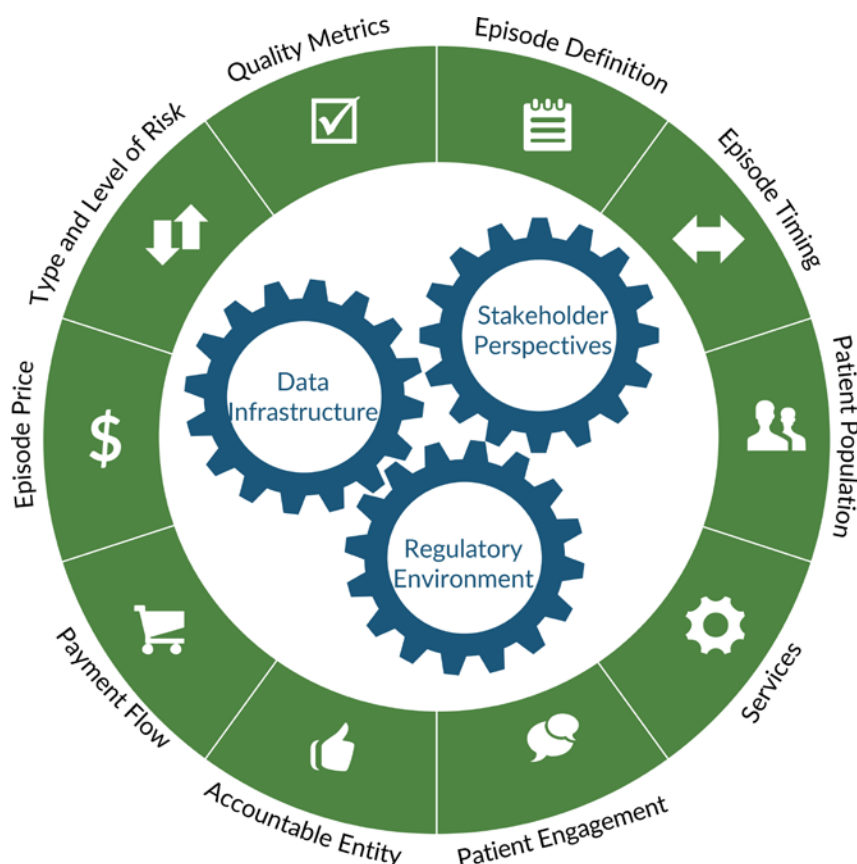 Quality Metrics
Episode Definition
Episode Timing
Patient Population
Services
Patient Engagement
Accountable Entity
Payment Flow
Episode Price
Type and Level of Risk
$
Stakeholder
Perspectives
Data
Infrastructure
Regulatory
Environment